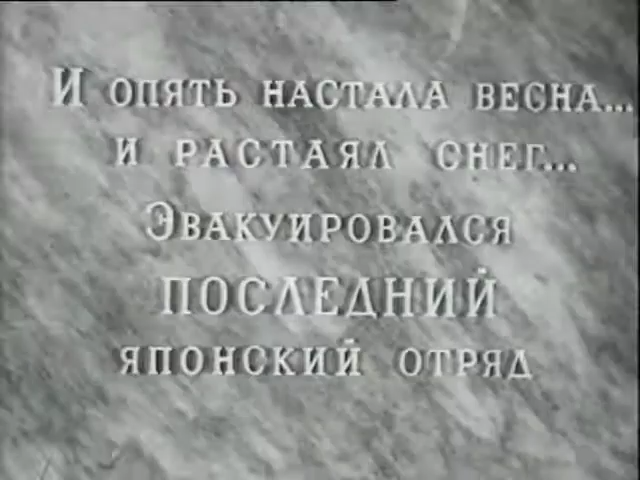 И опять настала весна...
и растаял снег...
Эвакуировался
ПОСЛЕДНИЙ
японский отряд